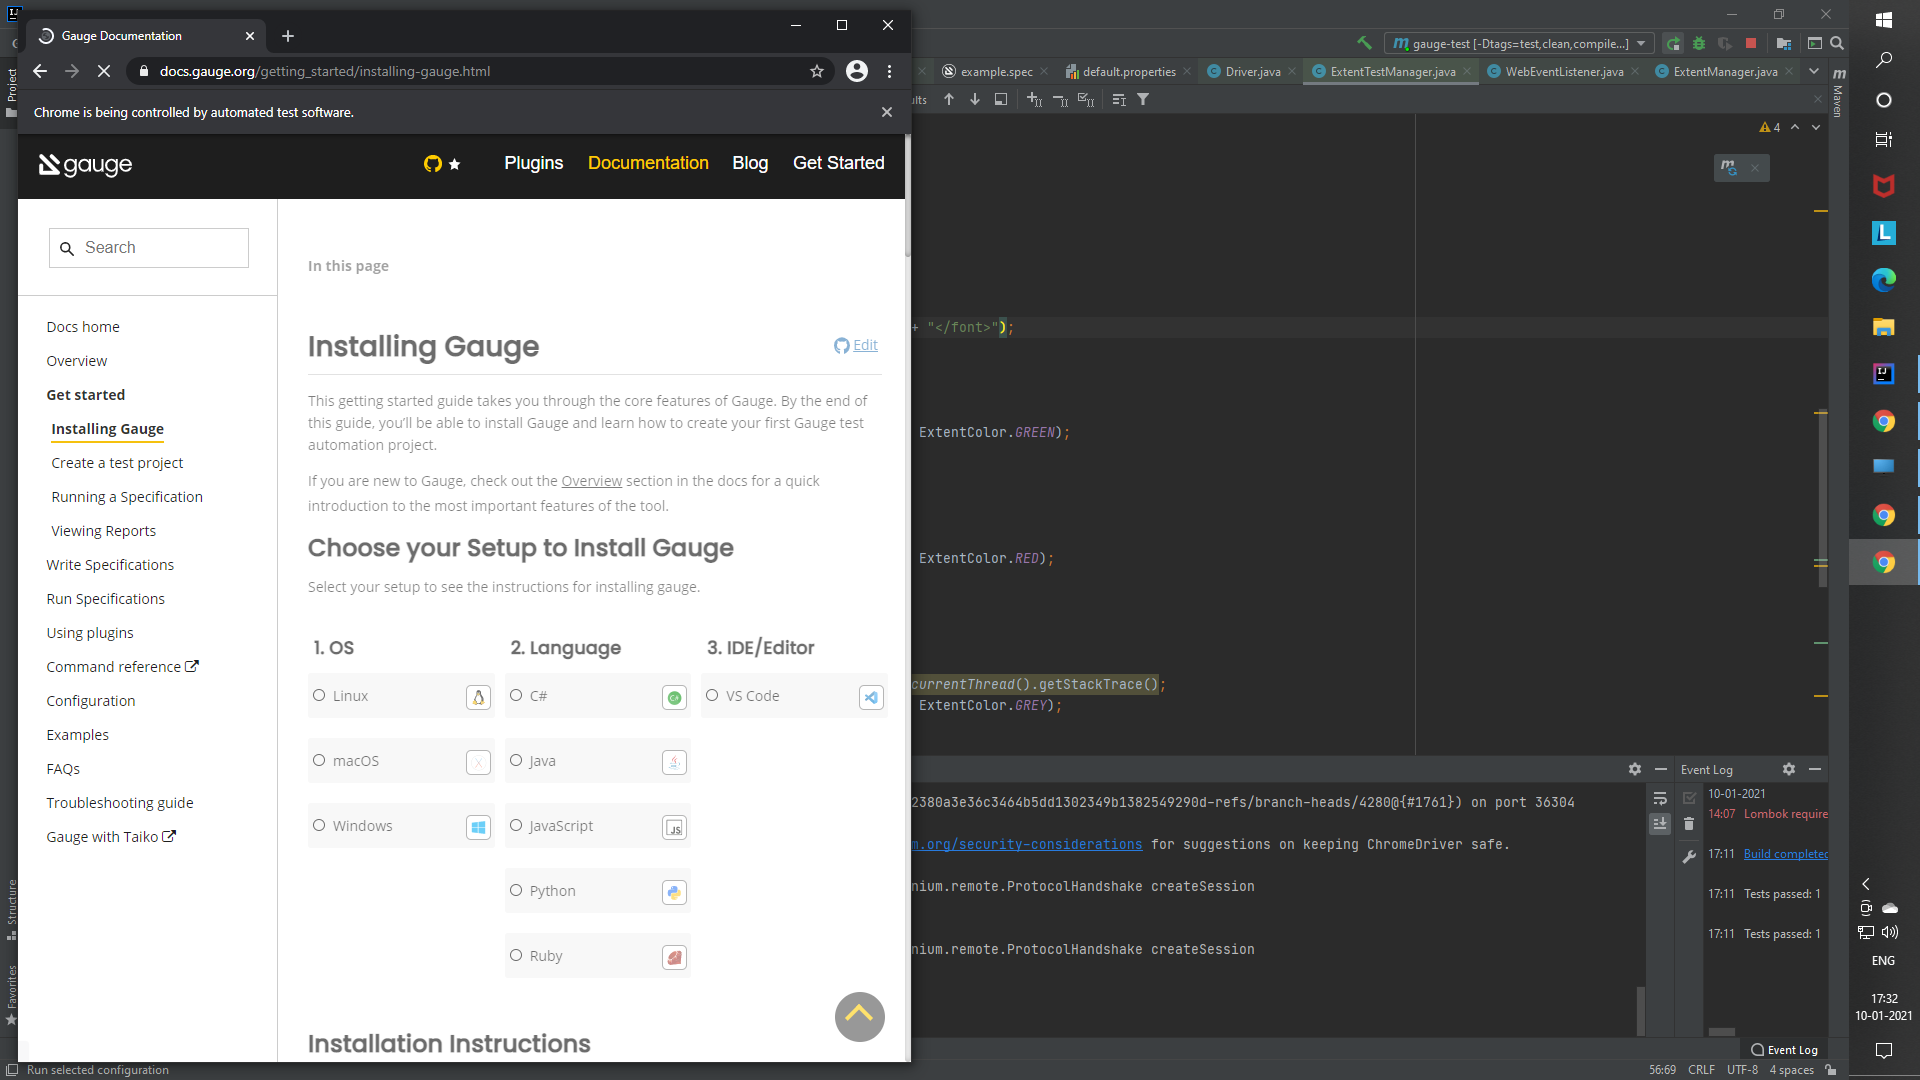 Gauge Documentation
docs.gauge.org/getting_started/installing-gauge.html
Chrome is being controlled by automated test software.
gauge
Plugins
Documentation
Blog
Get Started
Search
Docs home
Overview
Get started
Installing Gauge
Create a test project
Running a Specification
Viewing Reports
Write Specifications
Run Specifications
Using plugins
Command reference
Configuration
Examples
FAQs
Troubleshooting guide
Gauge with Taiko
In this page
Installing Gauge
Edit
This getting started guide takes you through the core features of Gauge. By the end of
this guide, you'll be able to install Gauge and learn how to create your first Gauge test
automation project.
If you are new to Gauge, check out the Overview section in the docs for a quick
introduction to the most important features of the tool.
Choose your Setup to Install Gauge
Select your setup to see the instructions for installing gauge.
1. OS
Linux
macOS
Windows
2. Language
C#
Java
JavaScript
Python
Ruby
3. IDE/Editor
VS Code
Installation Instructions
Project
Structure
Favorites
gauge-test [-Dtags=test,clean,compile...]
example.spec
default.properties
Driver.java
ExtentTestManager.java
WebEventListener.java
ExtentManager.java
Maven
4
+ "</font>");
ExtentColor.GREEN);
ExtentColor.RED);
currentThread().getStackTrace();
ExtentColor.GREY);
2380a3e36c3464b5dd1302349b1382549290d-refs/branch-heads/4280@{#1761}) on port 36304
m.org/security-considerations for suggestions on keeping ChromeDriver safe.
nium.remote.ProtocolHandshake createSession
nium.remote.ProtocolHandshake createSession
Event Log
10-01-2021
14:07 Lombok require
17:11 Build completed
17:11 Tests passed: 1
17:11 Tests passed: 1
Event Log
Run selected configuration
56:69 CRLF UTF-8 4 spaces
ENG
17:32
10-01-2021